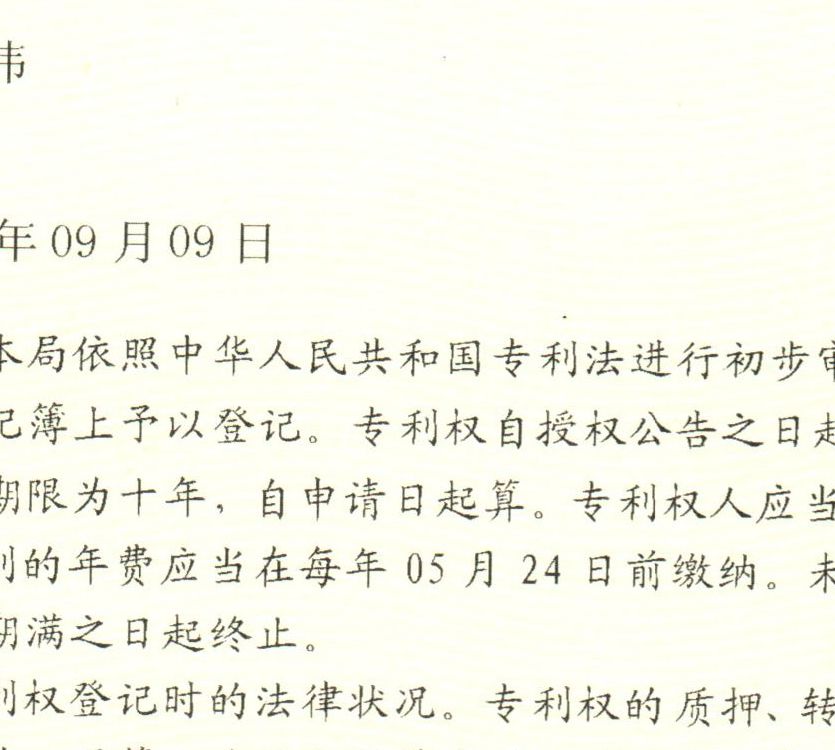 年 09 月 09 日
本局依照中华人民共和国专利法进行初步审
记簿上予以登记。专利权自授权公告之日起
期限为十年，自申请日起算。专利权人应当
利的年费应当在每年 05 月 24 日前缴纳。未
期满之日起终止。
利权登记时的法律状况。专利权的质押、转